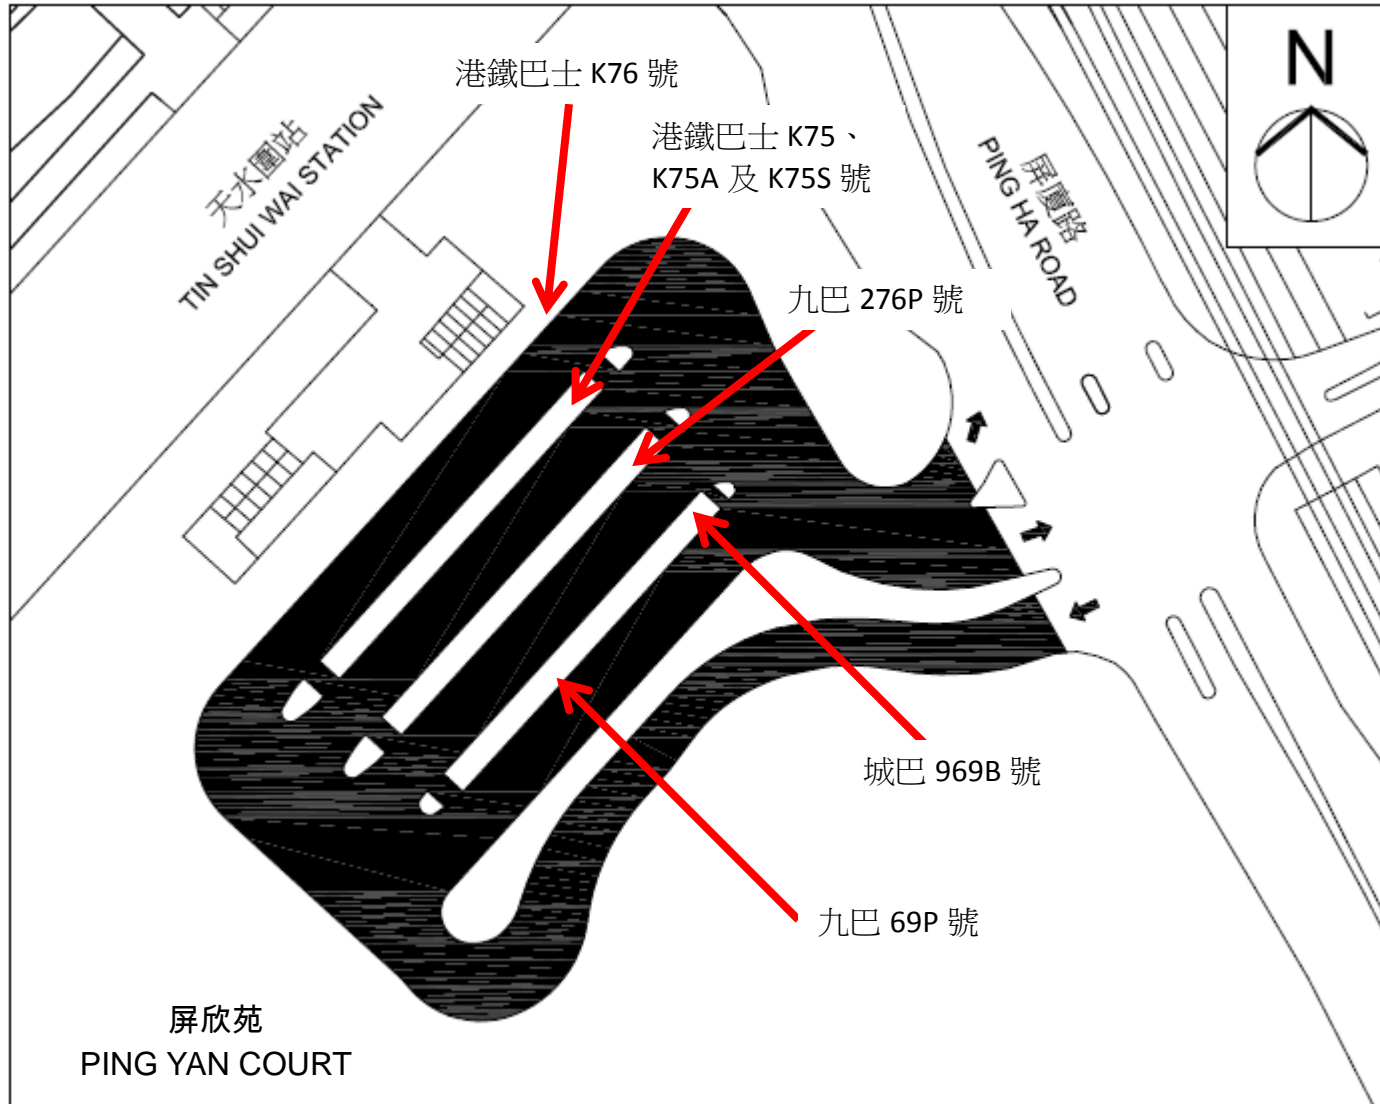 港鐵巴士 K76 號
N
港鐵巴士 K75、
K75A 及 K75S 號
天水圍站
TIN SHUI WAI STATION
屏廈路
PING HA ROAD
九巴 276P 號
城巴 969B 號
九巴 69P 號
屏欣苑
PING YAN COURT